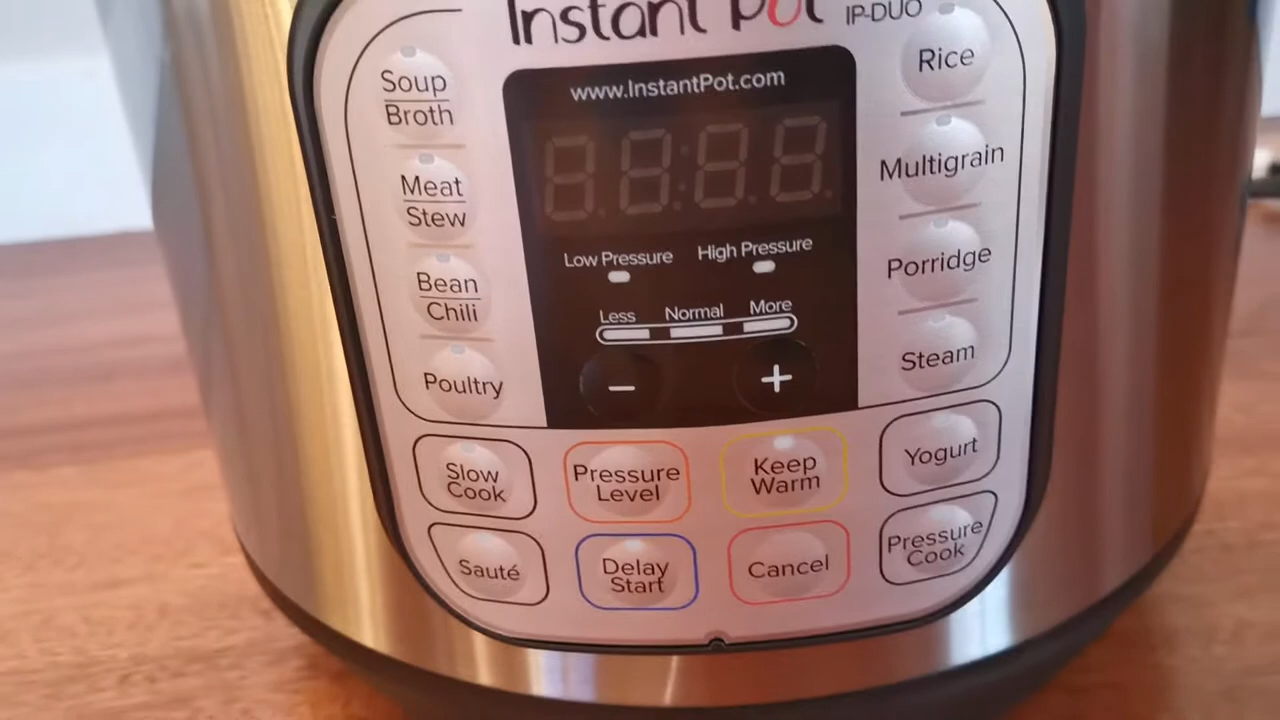 Instant Pot IP-DUO
www.InstantPot.com
Soup
Broth
Meat
Stew
Bean
Chili
Poultry
Low Pressure High Pressure
Less Normal More
− +
Rice
Multigrain
Porridge
Steam
Slow
Cook
Pressure
Level
Keep
Warm
Yogurt
Sauté
Delay
Start
Cancel
Pressure
Cook